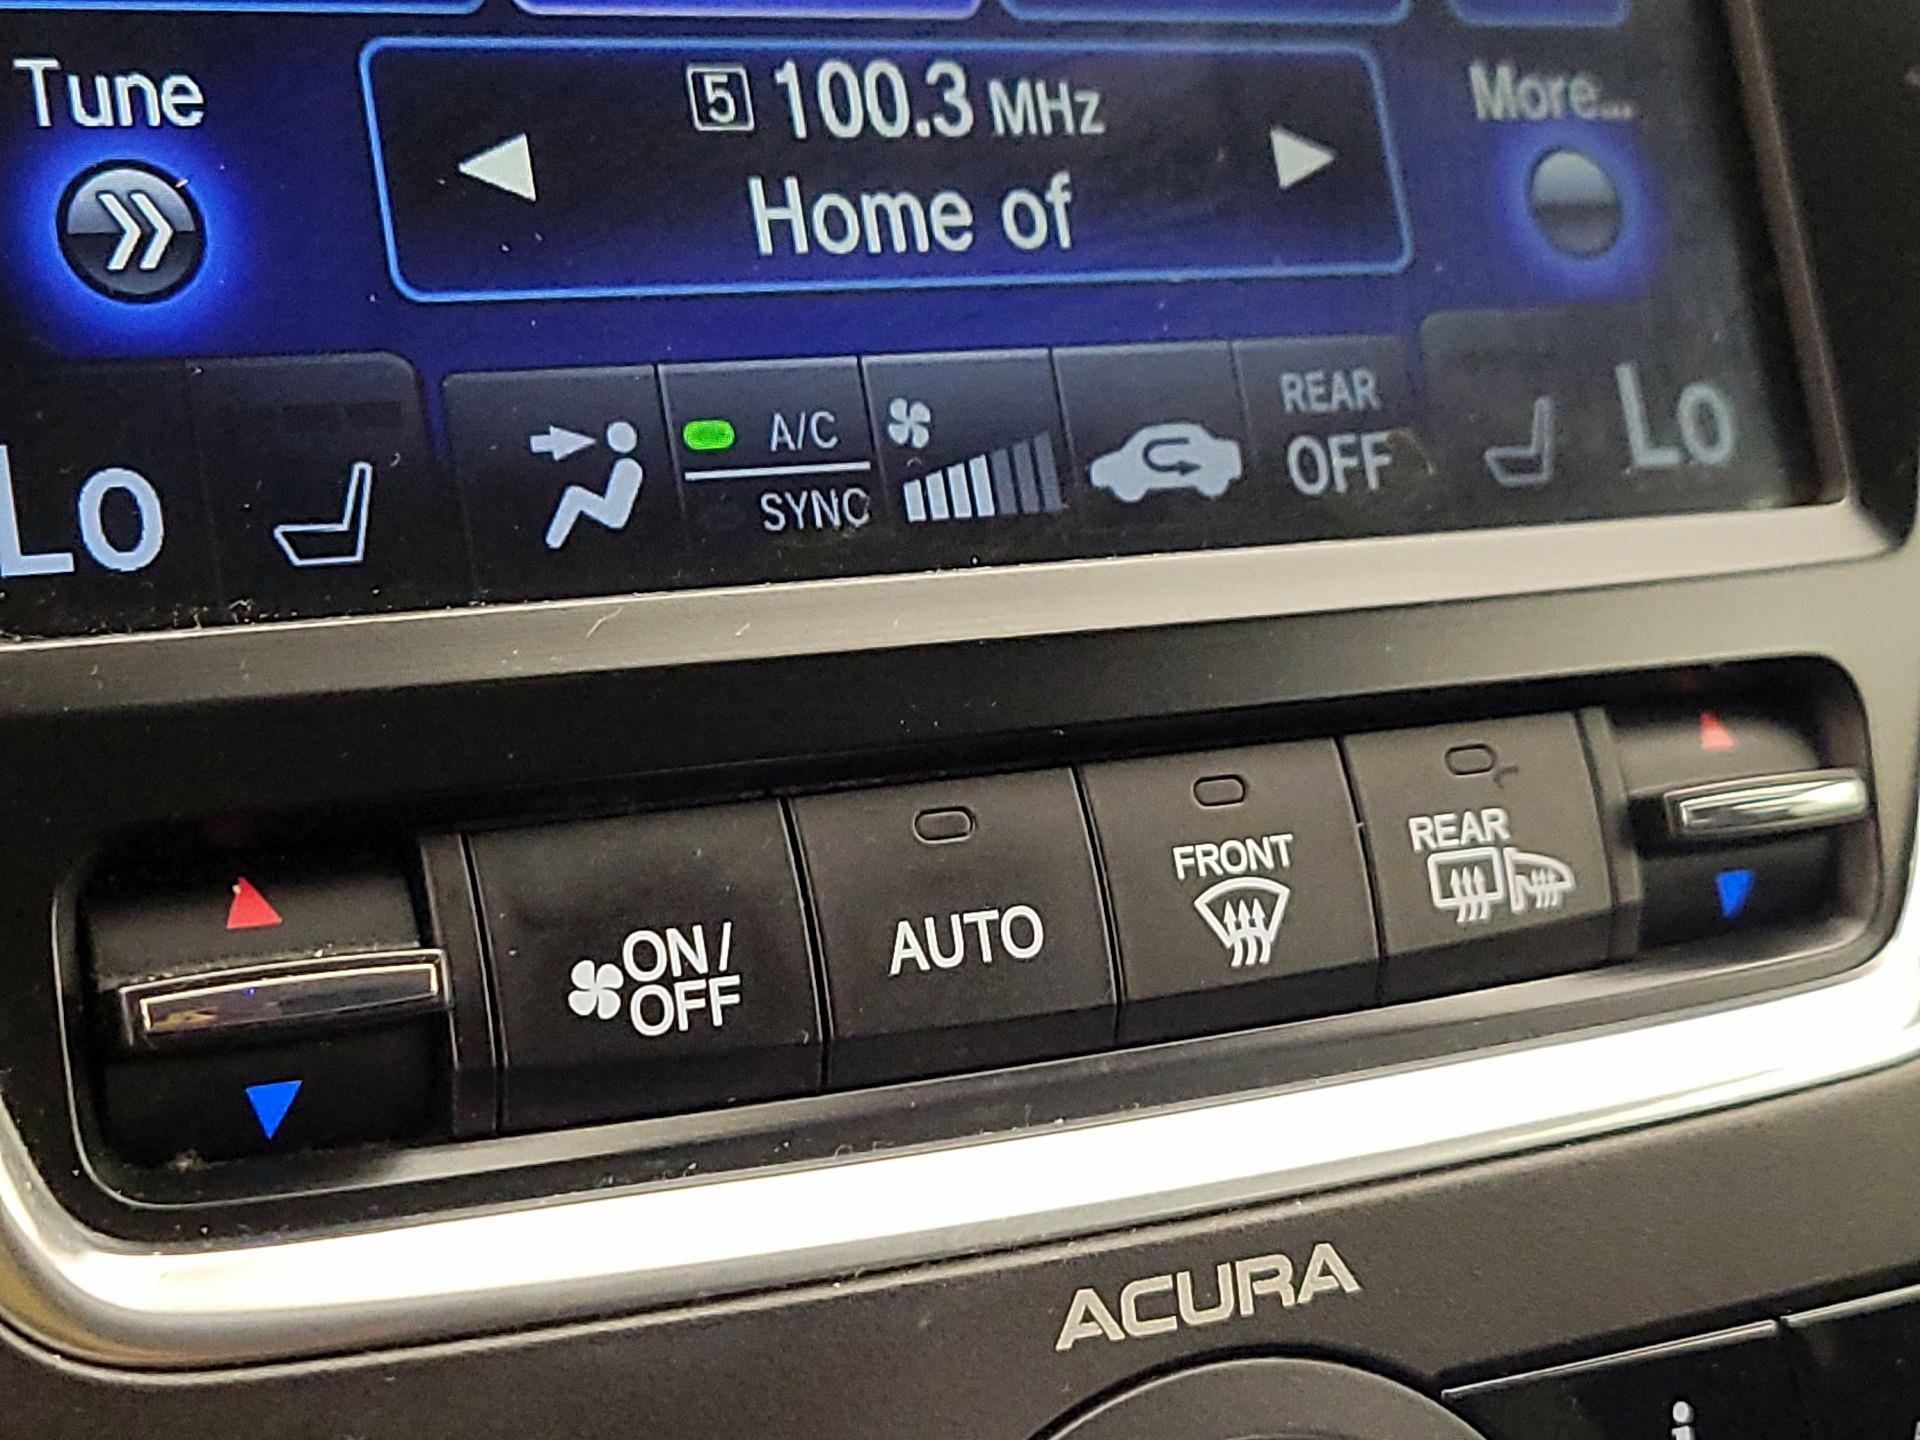 Tune
5 100.3 MHz
Home of
More...
Lo
A/C
SYNC
REAR
OFF
Lo
ON/
OFF
AUTO
FRONT
REAR
ACURA
i